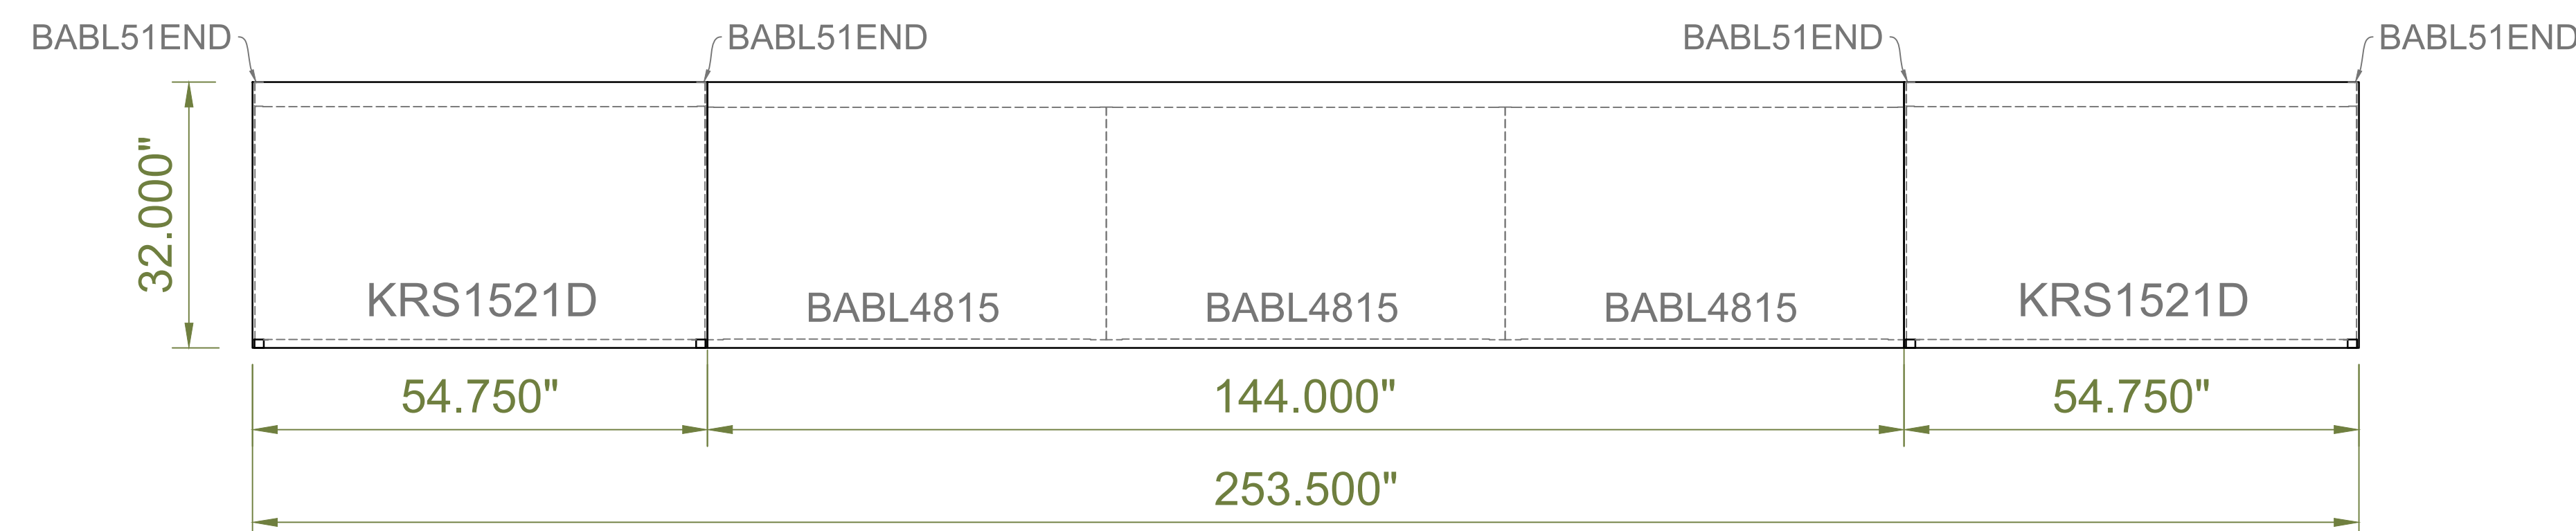 BABL51END
BABL51END
BABL51END
BABL51END
32.000"
KRS1521D
BABL4815
BABL4815
BABL4815
KRS1521D
54.750"
144.000"
54.750"
253.500"